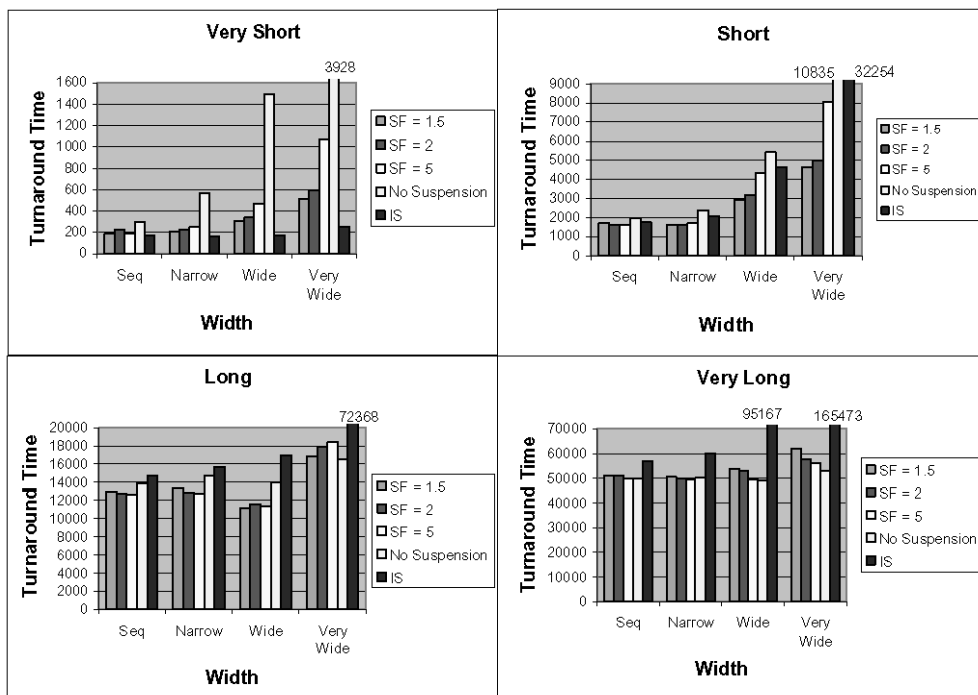 Very Short
3928
Turnaround Time
1600
1400
1200
1000
800
600
400
200
0
Seq Narrow Wide Very Wide
Width
SF = 1.5
SF = 2
SF = 5
No Suspension
IS
Short
10835 32254
Turnaround Time
9000
8000
7000
6000
5000
4000
3000
2000
1000
0
Seq Narrow Wide Very Wide
Width
SF = 1.5
SF = 2
SF = 5
No Suspension
IS
Long
72368
Turnaround Time
20000
18000
16000
14000
12000
10000
8000
6000
4000
2000
0
Seq Narrow Wide Very Wide
Width
SF = 1.5
SF = 2
SF = 5
No Suspension
IS
Very Long
95167 165473
Turnaround Time
70000
60000
50000
40000
30000
20000
10000
0
Seq Narrow Wide Very Wide
Width
SF = 1.5
SF = 2
SF = 5
No Suspension
IS